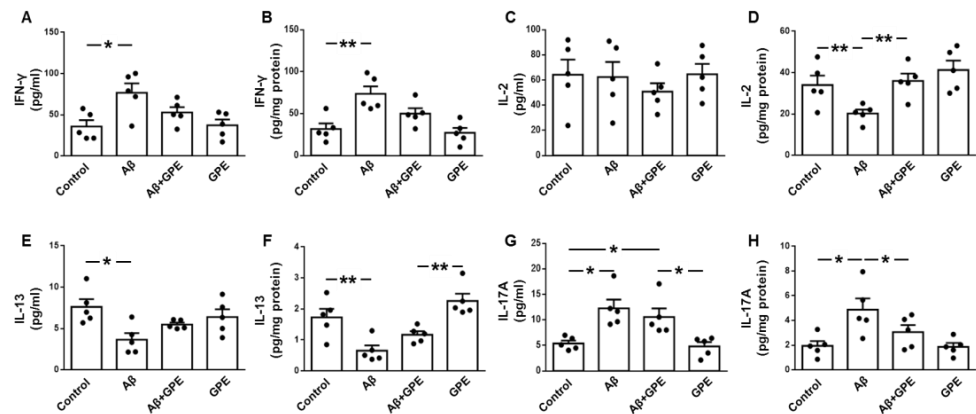 A
IFN-γ
(pg/ml)
150
100
50
0
*
Control
Aβ
Aβ+GPE
GPE
B
IFN-γ
(pg/mg protein)
150
100
50
0
**
Control
Aβ
Aβ+GPE
GPE
C
IL-2
(pg/ml)
100
80
60
40
20
0
Control
Aβ
Aβ+GPE
GPE
D
IL-2
(pg/mg protein)
80
60
40
20
0
**
**
Control
Aβ
Aβ+GPE
GPE
E
IL-13
(pg/ml)
15
10
5
0
*
Control
Aβ
Aβ+GPE
GPE
F
IL-13
(pg/mg protein)
4
3
2
1
0
**
**
Control
Aβ
Aβ+GPE
GPE
G
IL-17A
(pg/ml)
25
20
15
10
5
0
*
*
*
Control
Aβ
Aβ+GPE
GPE
H
IL-17A
(pg/mg protein)
10
8
6
4
2
0
*
*
Control
Aβ
Aβ+GPE
GPE